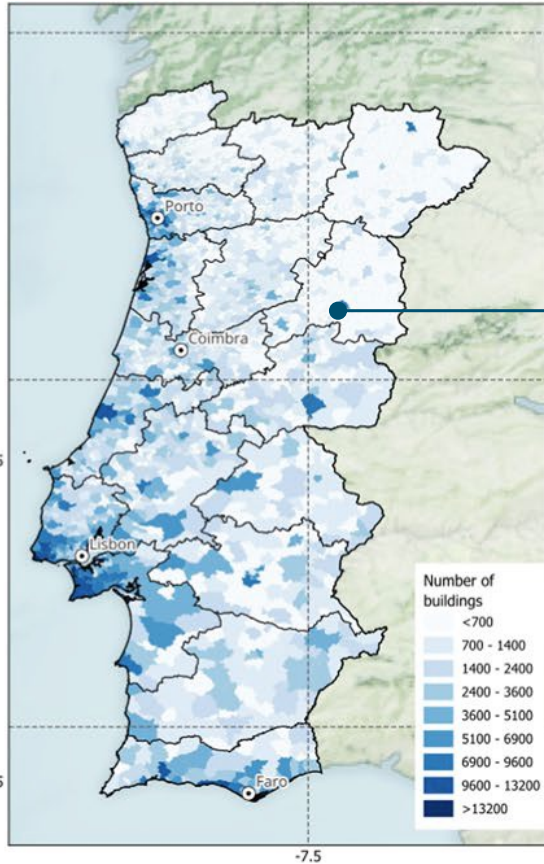 Porto
Coimbra
Lisbon
Faro
Number of
buildings
<700
700 - 1400
1400 - 2400
2400 - 3600
3600 - 5100
5100 - 6900
6900 - 9600
9600 - 13200
>13200
5
-7.5